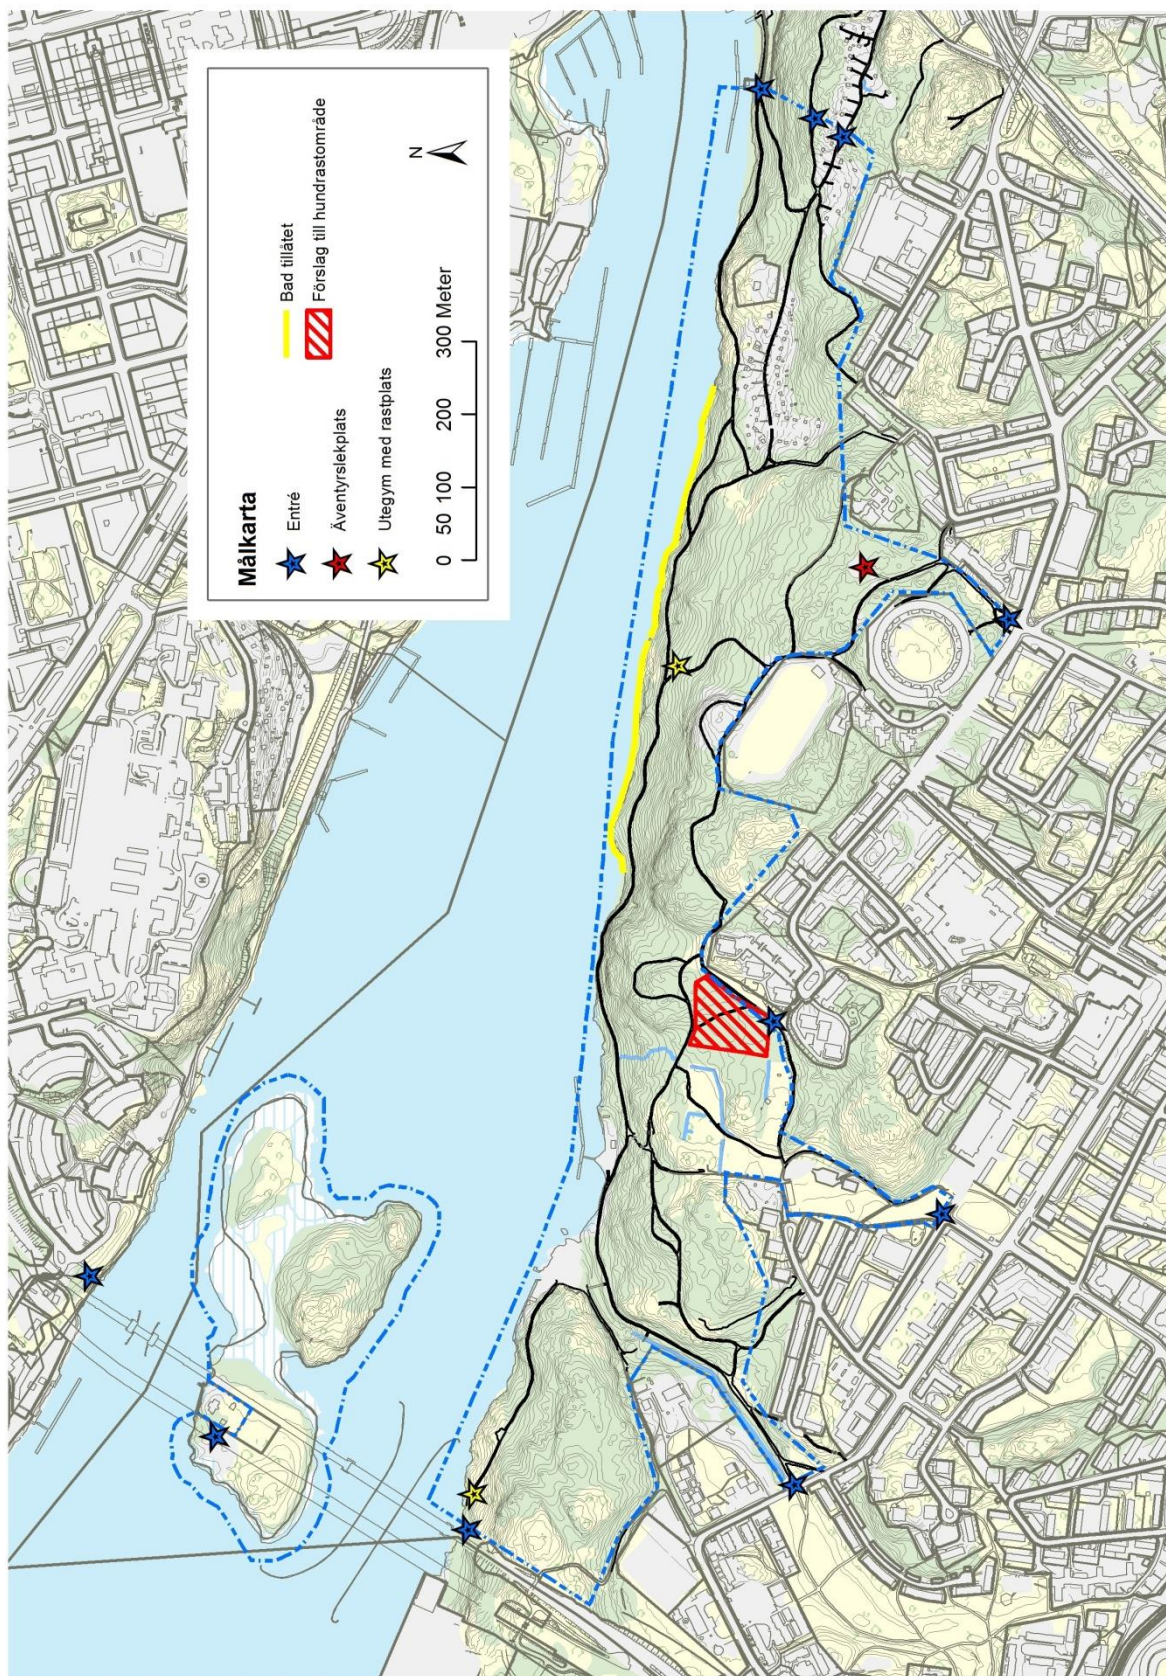 Målkarta
Entré
Äventyrslekplats
Utegym med rastplats
Bad tillåtet
Förslag till hundrastområde
N
0 50 100 200 300 Meter
H